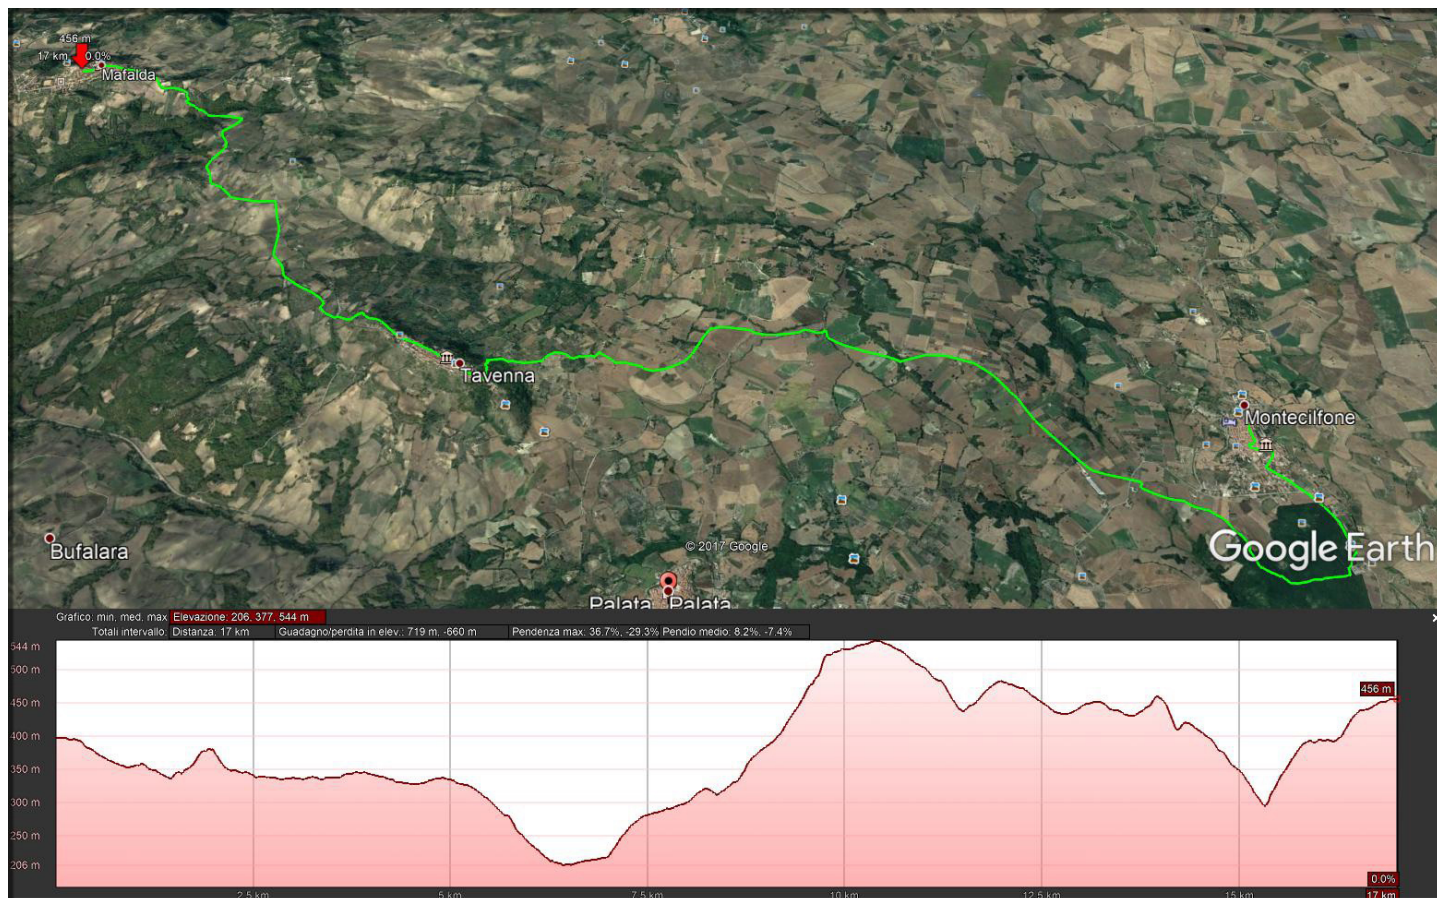 456 m
17 km 0.0%
Mafalda
Tavenna
Montecilfone
Bufalara
© 2017 Google
Google Earth
Palata Palata
Grafico: min, med, max Elevazione: 206, 377, 544 m
Totali intervallo: Distanza: 17 km Guadagno/perdita in elev.: 719 m, -660 m Pendenza max: 36.7%, -29.3% Pendio medio: 8.2%, -7.4%
544 m
500 m
450 m
456 m
400 m
350 m
300 m
250 m
206 m
0.0%
2.5 km 5 km 7.5 km 10 km 12.5 km 15 km 17 km